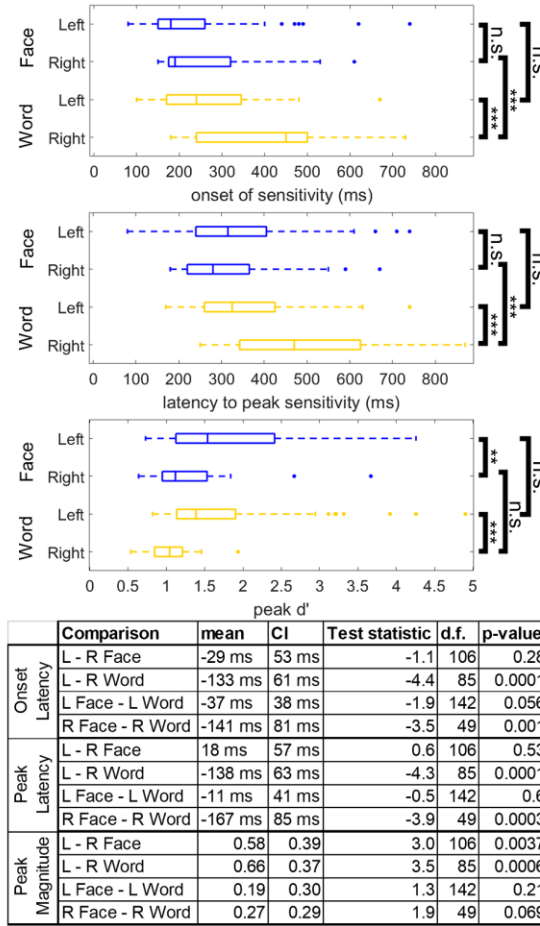 Face
Left
Right
Word
Left
Right
n.s.
***
***
n.s.
0 100 200 300 400 500 600 700 800
onset of sensitivity (ms)
Face
Left
Right
Word
Left
Right
n.s.
***
***
n.s.
0 100 200 300 400 500 600 700 800
latency to peak sensitivity (ms)
Face
Left
Right
Word
Left
Right
**
***
n.s.
n.s.
0 0.5 1 1.5 2 2.5 3 3.5 4 4.5 5
peak d'
Comparison mean CI Test statistic d.f. p-value
Onset Latency
L - R Face -29 ms 53 ms -1.1 106 0.28
L - R Word -133 ms 61 ms -4.4 85 0.0001
L Face - L Word -37 ms 38 ms -1.9 142 0.056
R Face - R Word -141 ms 81 ms -3.5 49 0.001
Peak Latency
L - R Face 18 ms 57 ms 0.6 106 0.53
L - R Word -138 ms 63 ms -4.3 85 0.0001
L Face - L Word -11 ms 41 ms -0.5 142 0.6
R Face - R Word -167 ms 85 ms -3.9 49 0.0003
Peak Magnitude
L - R Face 0.58 0.39 3.0 106 0.0037
L - R Word 0.66 0.37 3.5 85 0.0006
L Face - L Word 0.19 0.30 1.3 142 0.21
R Face - R Word 0.27 0.29 1.9 49 0.069